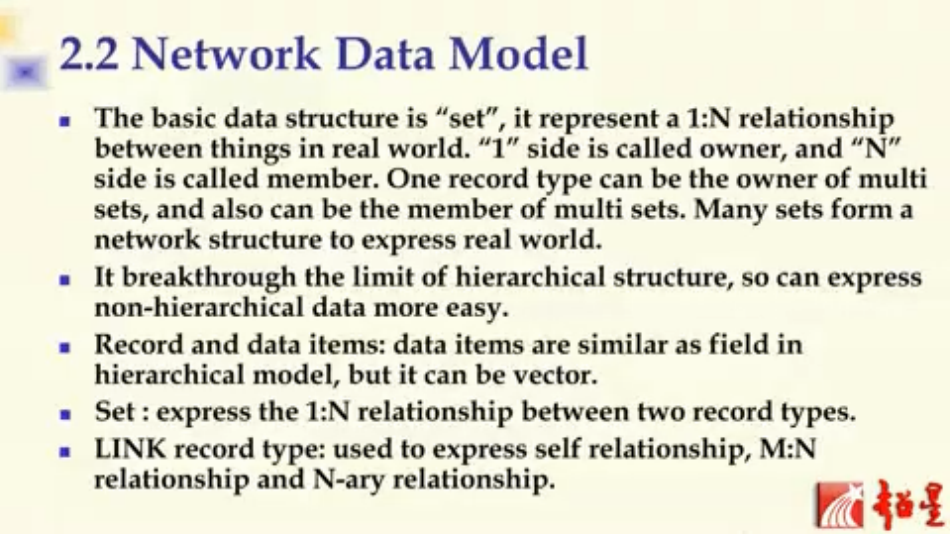 2.2 Network Data Model
The basic data structure is “set”, it represent a 1:N relationship
between things in real world. “1” side is called owner, and “N”
side is called member. One record type can be the owner of multi
sets, and also can be the member of multi sets. Many sets form a
network structure to express real world.
It breakthrough the limit of hierarchical structure, so can express
non-hierarchical data more easy.
Record and data items: data items are similar as field in
hierarchical model, but it can be vector.
Set : express the 1:N relationship between two record types.
LINK record type: used to express self relationship, M:N
relationship and N-ary relationship.
超星